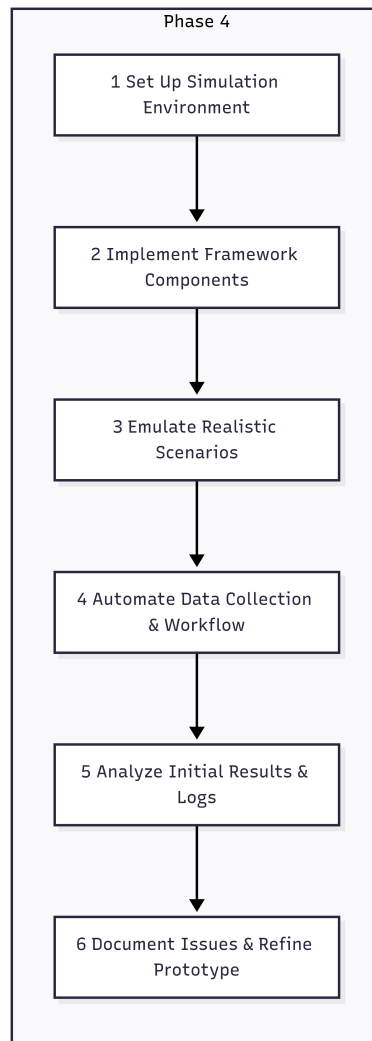 Phase 4
1 Set Up Simulation
Environment
2 Implement Framework
Components
3 Emulate Realistic
Scenarios
4 Automate Data Collection
& Workflow
5 Analyze Initial Results &
Logs
6 Document Issues & Refine
Prototype